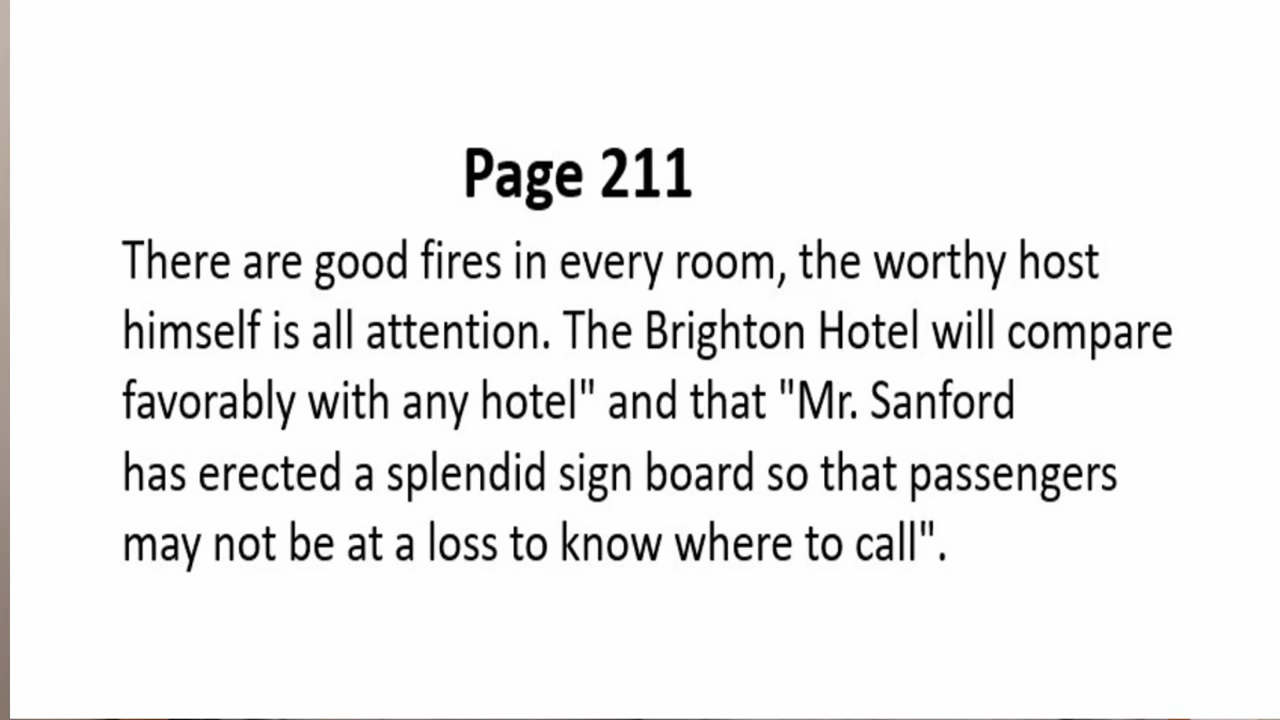 Page 211
There are good fires in every room, the worthy host
himself is all attention. The Brighton Hotel will compare
favorably with any hotel" and that "Mr. Sanford
has erected a splendid sign board so that passengers
may not be at a loss to know where to call".